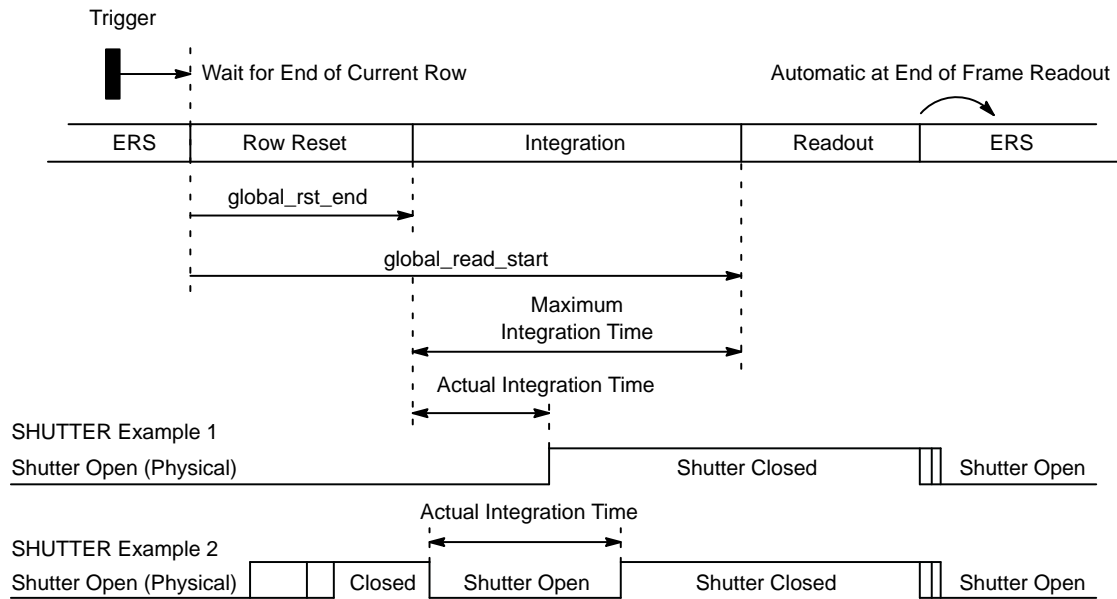 Trigger
Wait for End of Current Row
Automatic at End of Frame Readout
ERS
Row Reset
Integration
Readout
ERS
global_rst_end
global_read_start
Maximum
Integration Time
Actual Integration Time
SHUTTER Example 1
Shutter Open (Physical)
Shutter Closed
Shutter Open
Actual Integration Time
SHUTTER Example 2
Shutter Open (Physical)
Closed
Shutter Open
Shutter Closed
Shutter Open